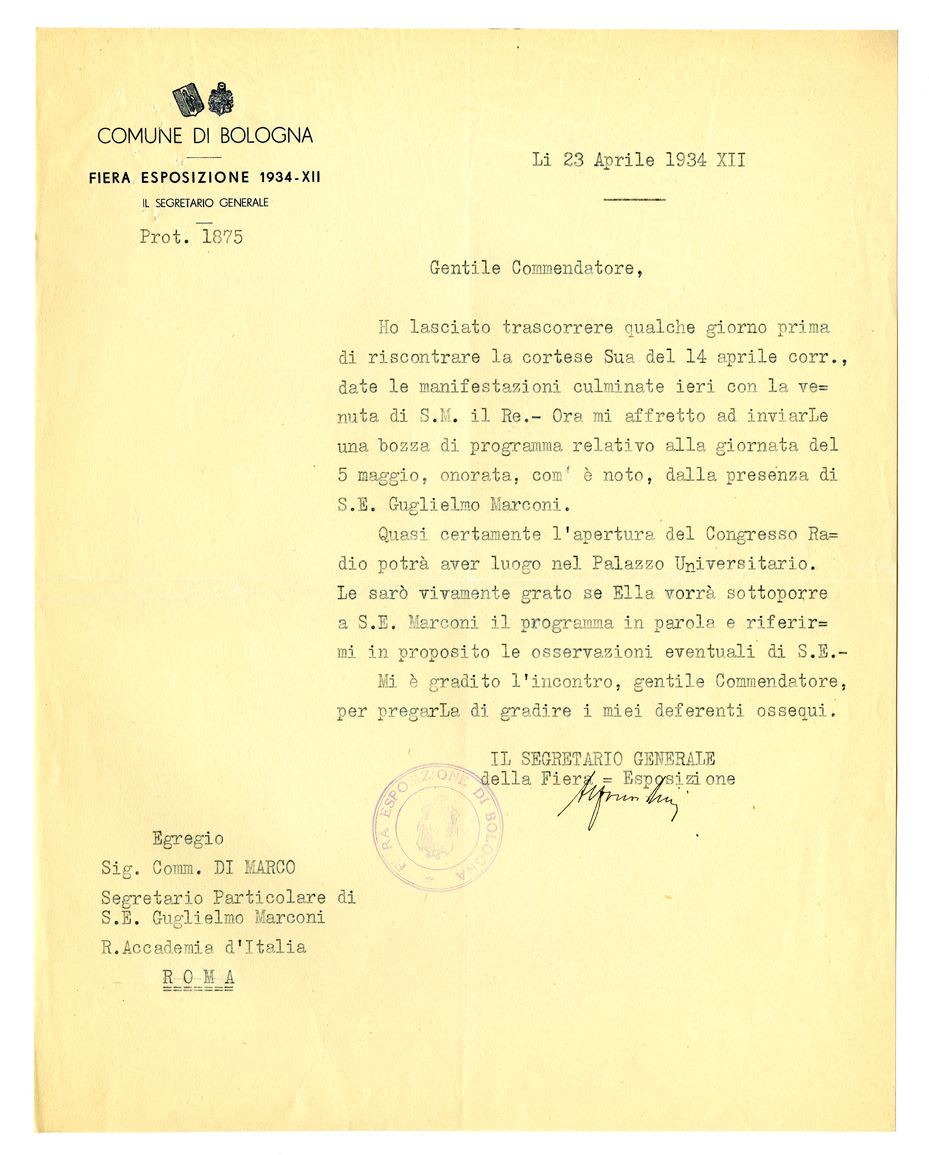 COMUNE DI BOLOGNA
FIERA ESPOSIZIONE 1934-XII
IL SEGRETARIO GENERALE
Prot. 1875
Li 23 Aprile 1934 XII
Gentile Commendatore,
Ho lasciato trascorrere qualche giorno prima
di riscontrare la cortese Sua del 14 aprile corr.,
date le manifestazioni culminate ieri con la ve=
nuta di S.M. il Re.- Ora mi affretto ad inviarLe
una bozza di programma relativo alla giornata del
5 maggio, onorata, com' è noto, dalla presenza di
S.E. Guglielmo Marconi.
Quasi certamente l'apertura del Congresso Ra=
dio potrà aver luogo nel Palazzo Universitario.
Le sarò vivamente grato se Ella vorrà sottoporre
a S.E. Marconi il programma in parola e riferir=
mi in proposito le osservazioni eventuali di S.E.-
Mi è gradito l'incontro, gentile Commendatore,
per pregarLa di gradire i miei deferenti ossequi.
IL SEGRETARIO GENERALE
della Fiera = Esposizione
FIERA ESPOSIZIONE DI BOLOGNA
Egregio
Sig. Comm. DI MARCO
Segretario Particolare di
S.E. Guglielmo Marconi
R.Accademia d'Italia
R O M A